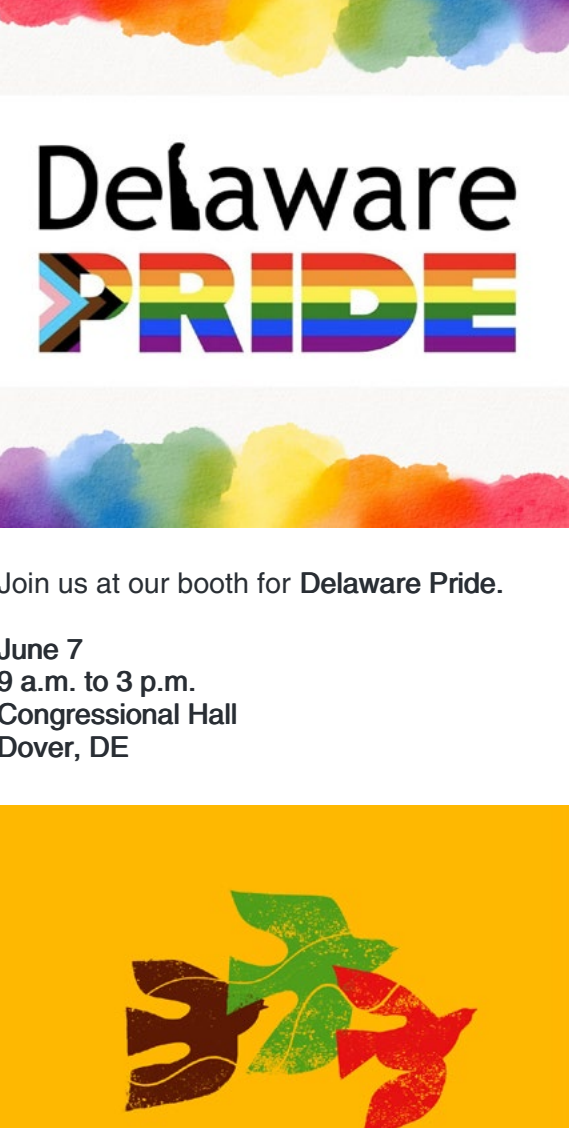 Delaware
PRIDE
Join us at our booth for Delaware Pride.
June 7
9 a.m. to 3 p.m.
Congressional Hall
Dover, DE